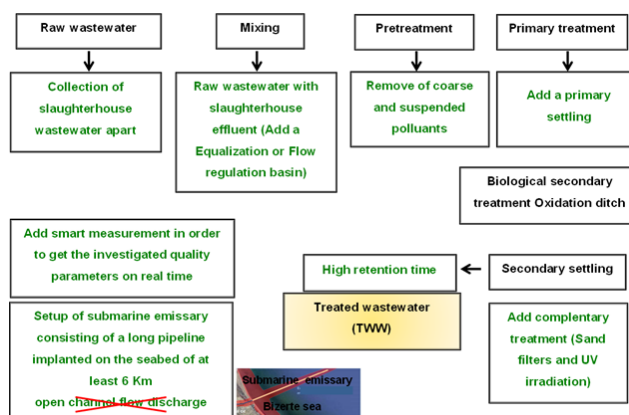 Raw wastewater
Mixing
Pretreatment
Primary treatment
Collection of
slaughterhouse
wastewater apart
Raw wastewater with
slaughterhouse
effluent (Add a
Equalization or Flow
regulation basin)
Remove of coarse
and suspended
polluants
Add a primary
settling
Biological secondary
treatment Oxidation ditch
Add smart measurement in order
to get the investigated quality
parameters on real time
High retention time
Secondary settling
Treated wastewater
(TWW)
Setup of submarine emissary
consisting of a long pipeline
implanted on the seabed of at
least 6 Km
open channel flow discharge
Add complentary
treatment (Sand
filters and UV
irradiation)
Submarine emissary
Bizerte sea